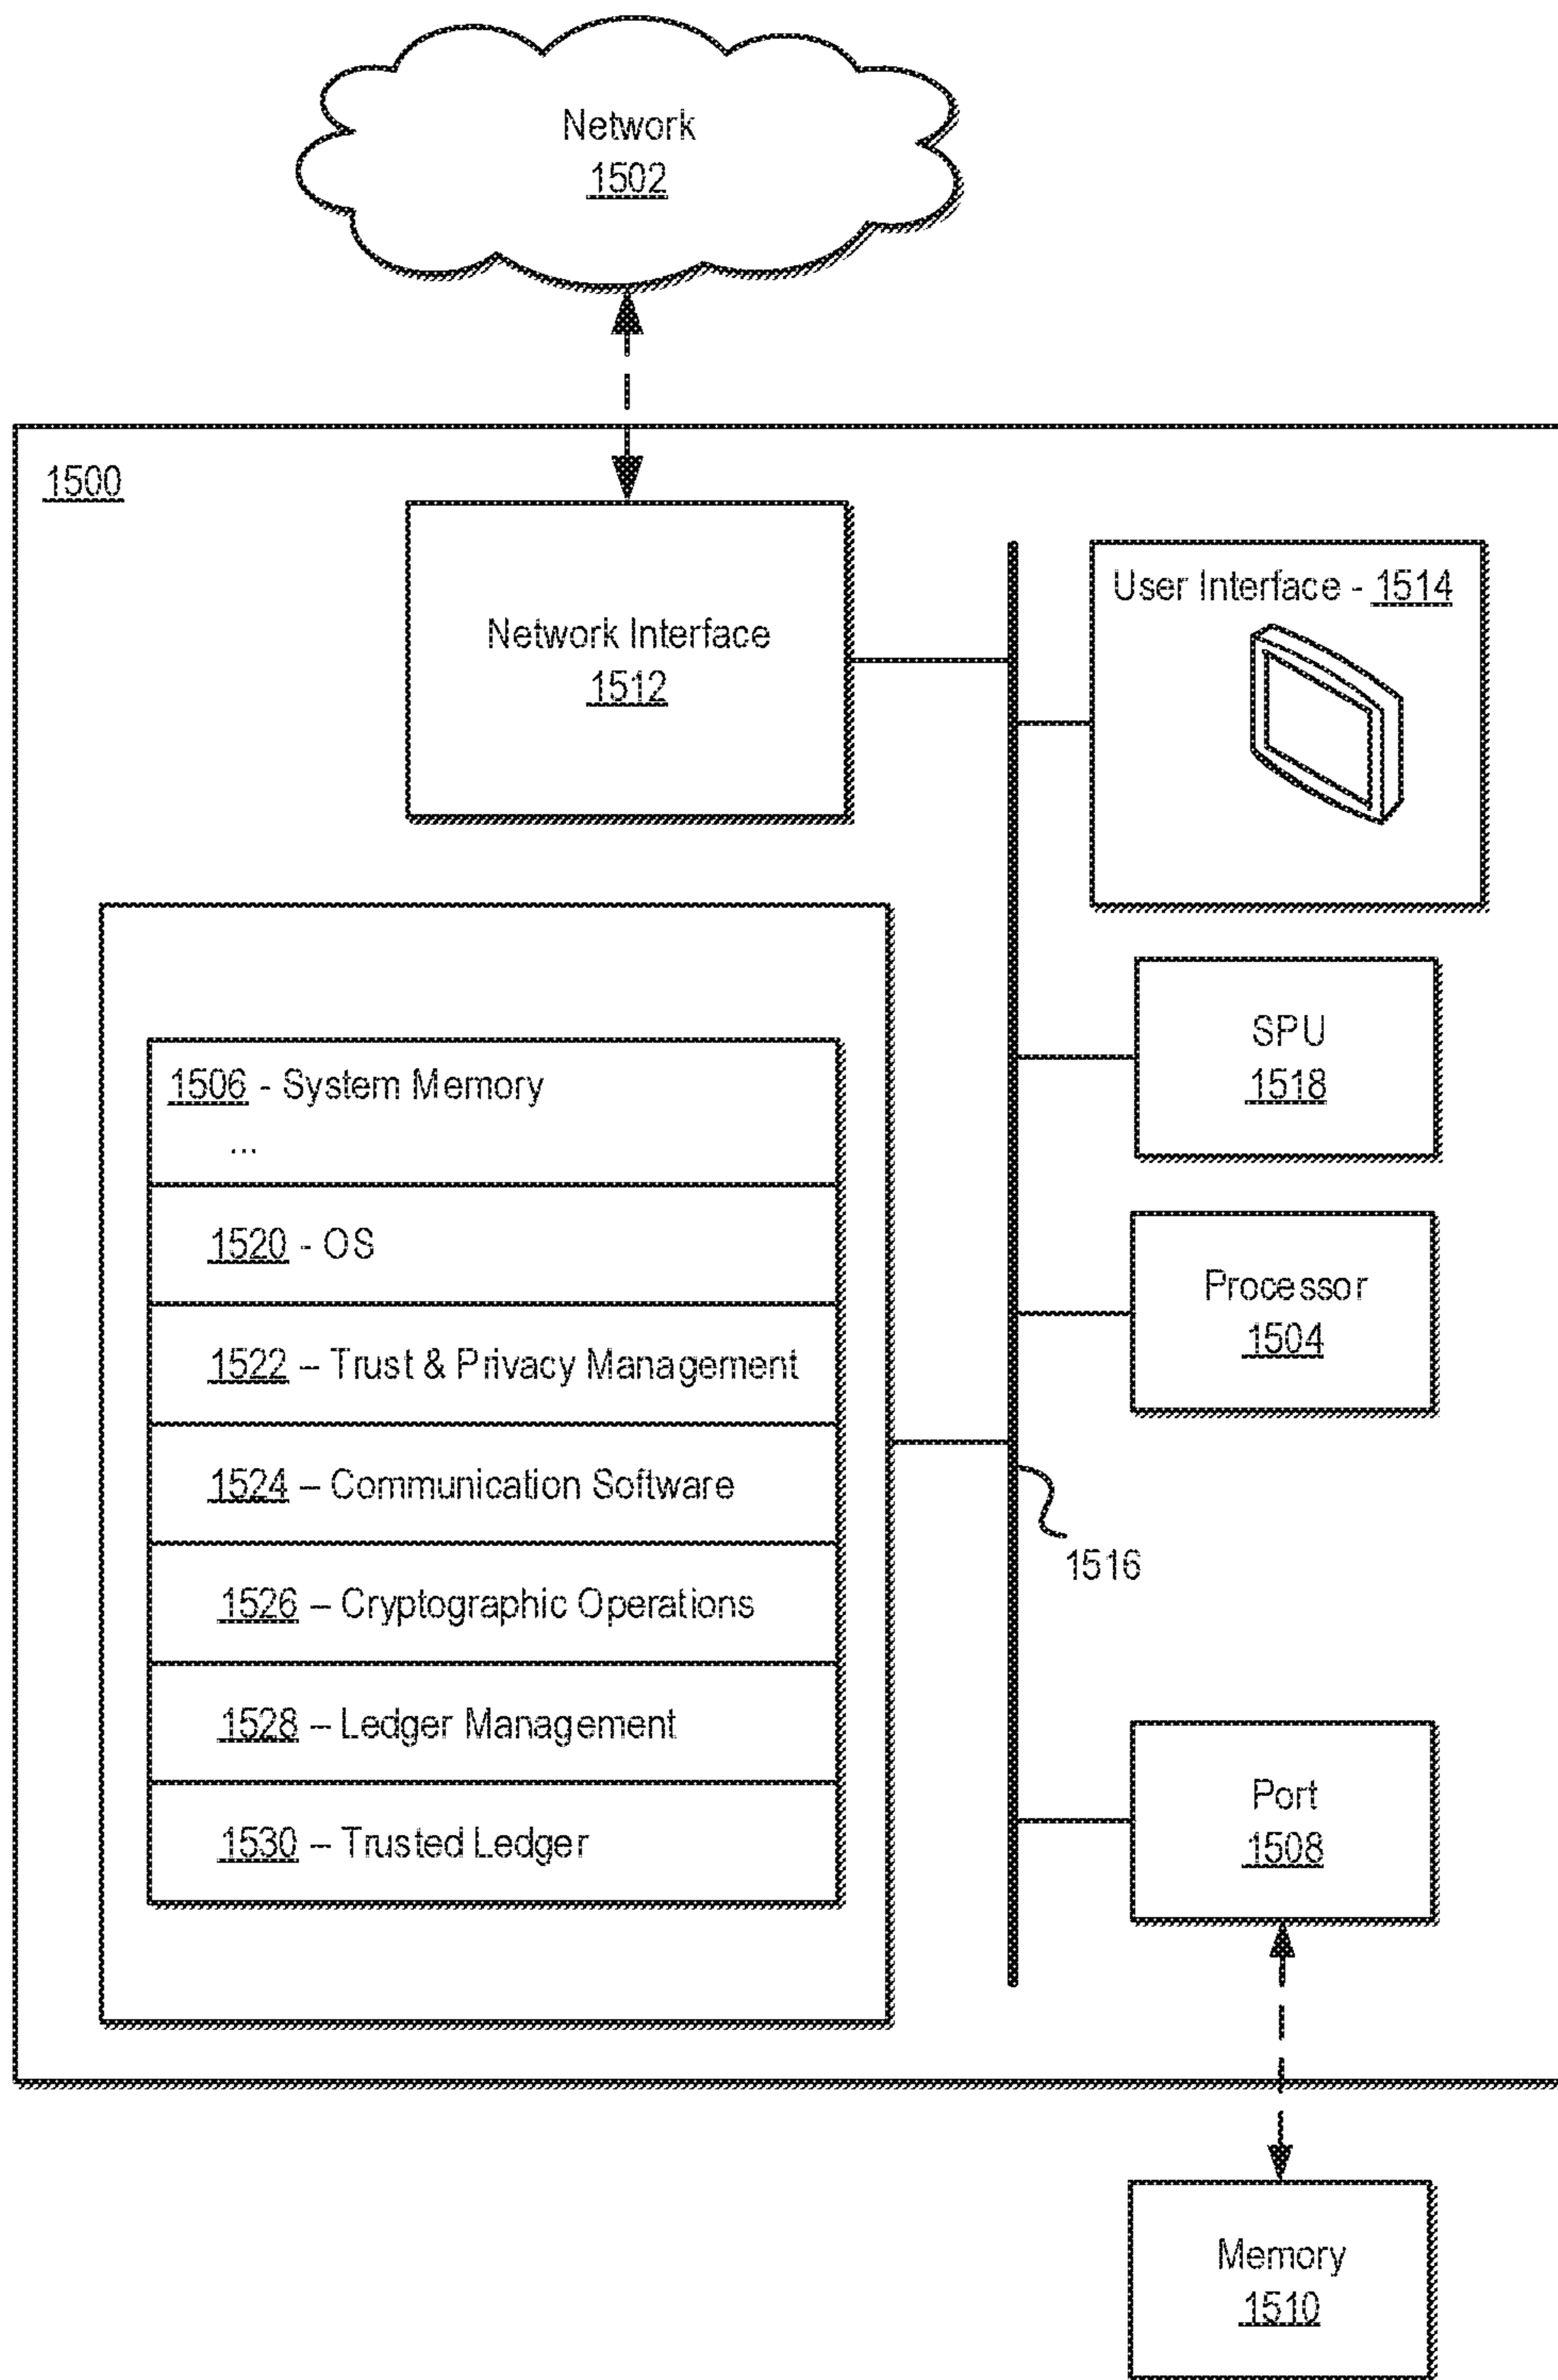 Network
1502
1500
Network Interface
1512
User Interface - 1514
SPU
1518
1506 - System Memory
...
1520 - OS
Processor
1504
1522 – Trust & Privacy Management
1524 – Communication Software
1516
1526 – Cryptographic Operations
1528 – Ledger Management
1530 – Trusted Ledger
Port
1508
Memory
1510